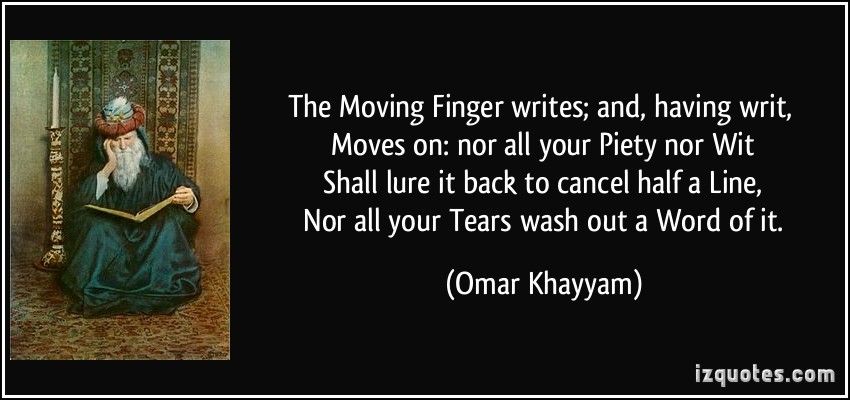 The Moving Finger writes; and, having writ,
Moves on: nor all your Piety nor Wit
Shall lure it back to cancel half a Line,
Nor all your Tears wash out a Word of it.
(Omar Khayyam)
izquotes.com